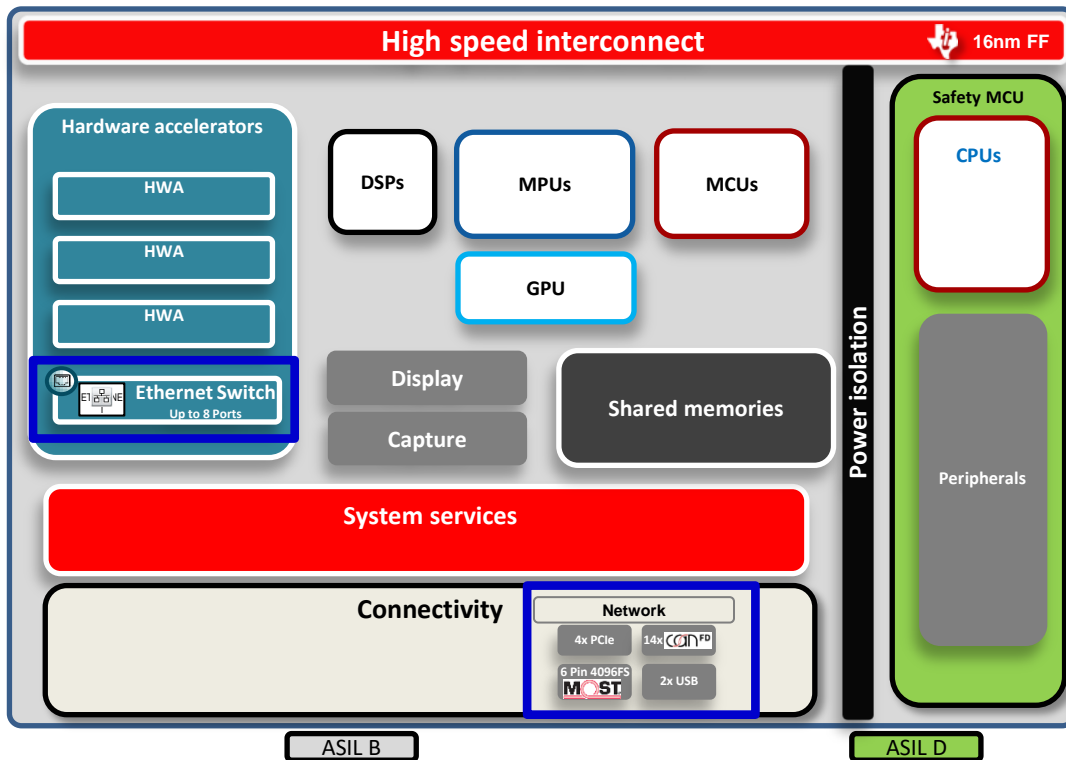 High speed interconnect
16nm FF
Hardware accelerators
HWA
HWA
HWA
Ethernet Switch
Up to 8 Ports
DSPs
MPUs
MCUs
GPU
Display
Capture
Shared memories
System services
Connectivity
Network
4x PCIe
14x CAN FD
6 Pin 4096FS
MOST
2x USB
Power isolation
Safety MCU
CPUs
Peripherals
ASIL B
ASIL D